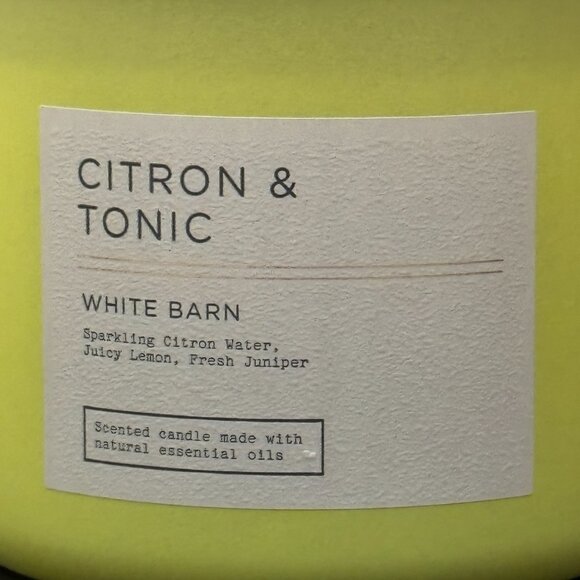 CITRON &
TONIC
WHITE BARN
Sparkling Citron Water,
Juicy Lemon, Fresh Juniper
Scented candle made with
natural essential oils